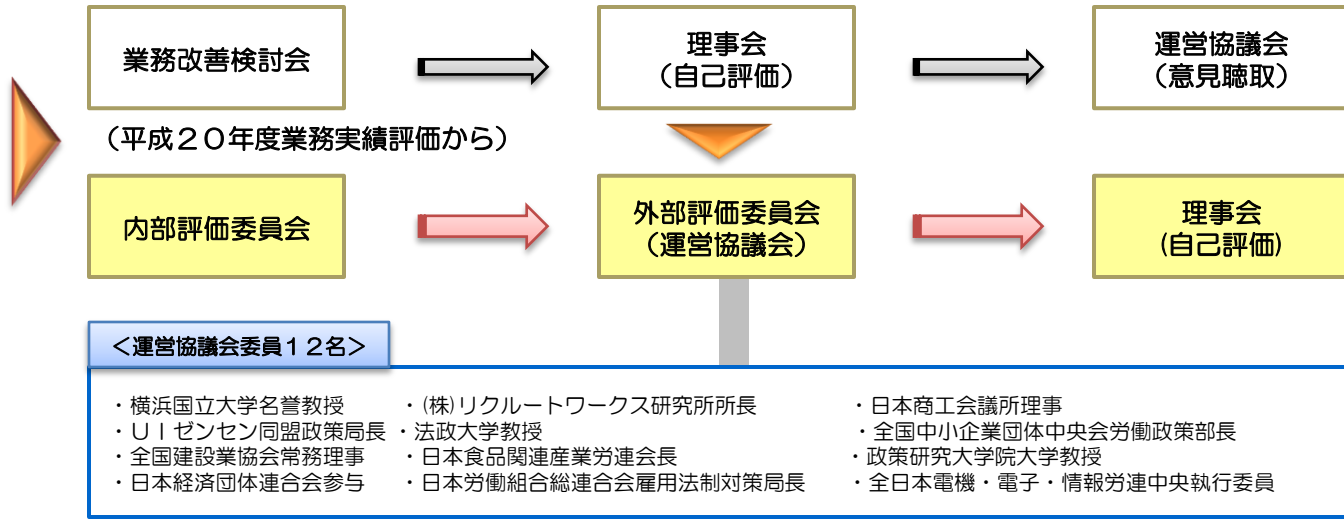 業務改善検討会
理事会
(自己評価)
運営協議会
(意見聴取)
(平成20年度業務実績評価から)
内部評価委員会
外部評価委員会
(運営協議会)
理事会
(自己評価)
<運営協議会委員12名>
・横浜国立大学名誉教授 ・(株)リクルートワークス研究所所長 ・日本商工会議所理事
・UIゼンセン同盟政策局長 ・法政大学教授 ・全国中小企業団体中央会労働政策部長
・全国建設業協会常務理事 ・日本食品関連産業労連会長 ・政策研究大学院大学教授
・日本経済団体連合会参与 ・日本労働組合総連合会雇用法制対策局長 ・全日本電機・電子・情報労連中央執行委員